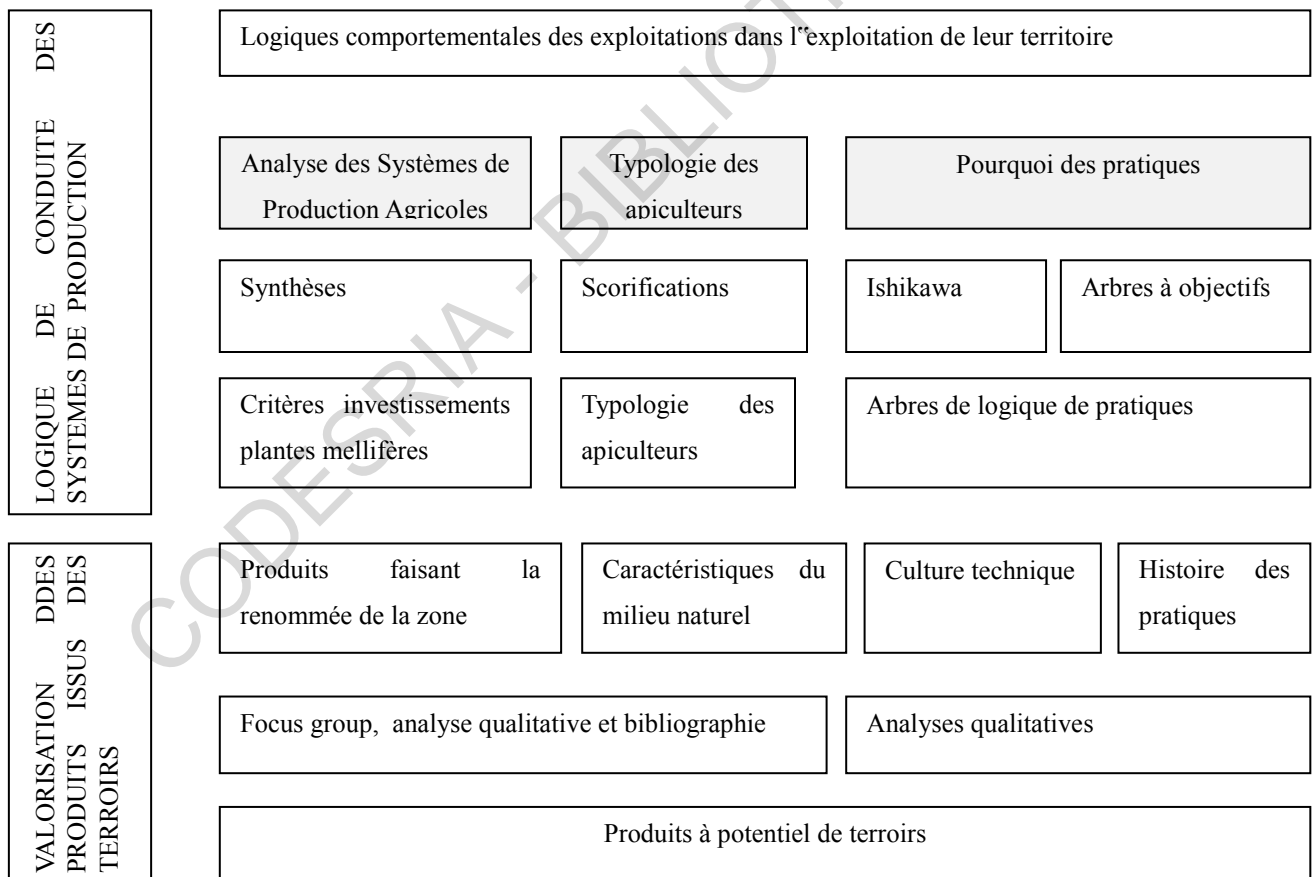 LOGIQUE DE CONDUITE DES
SYSTEMES DE PRODUCTION
Logiques comportementales des exploitations dans l‟exploitation de leur territoire
Analyse des Systèmes de
Production Agricoles
Typologie des
apiculteurs
Pourquoi des pratiques
Synthèses
Scorifications
Ishikawa
Arbres à objectifs
Critères investissements
plantes mellifères
Typologie des
apiculteurs
Arbres de logique de pratiques
VALORISATION DDES
PRODUITS ISSUS DES
TERROIRS
Produits faisant la
renommée de la zone
Caractéristiques du
milieu naturel
Culture technique
Histoire des
pratiques
Focus group, analyse qualitative et bibliographie
Analyses qualitatives
Produits à potentiel de terroirs
CODESRIA - BIBLIOT